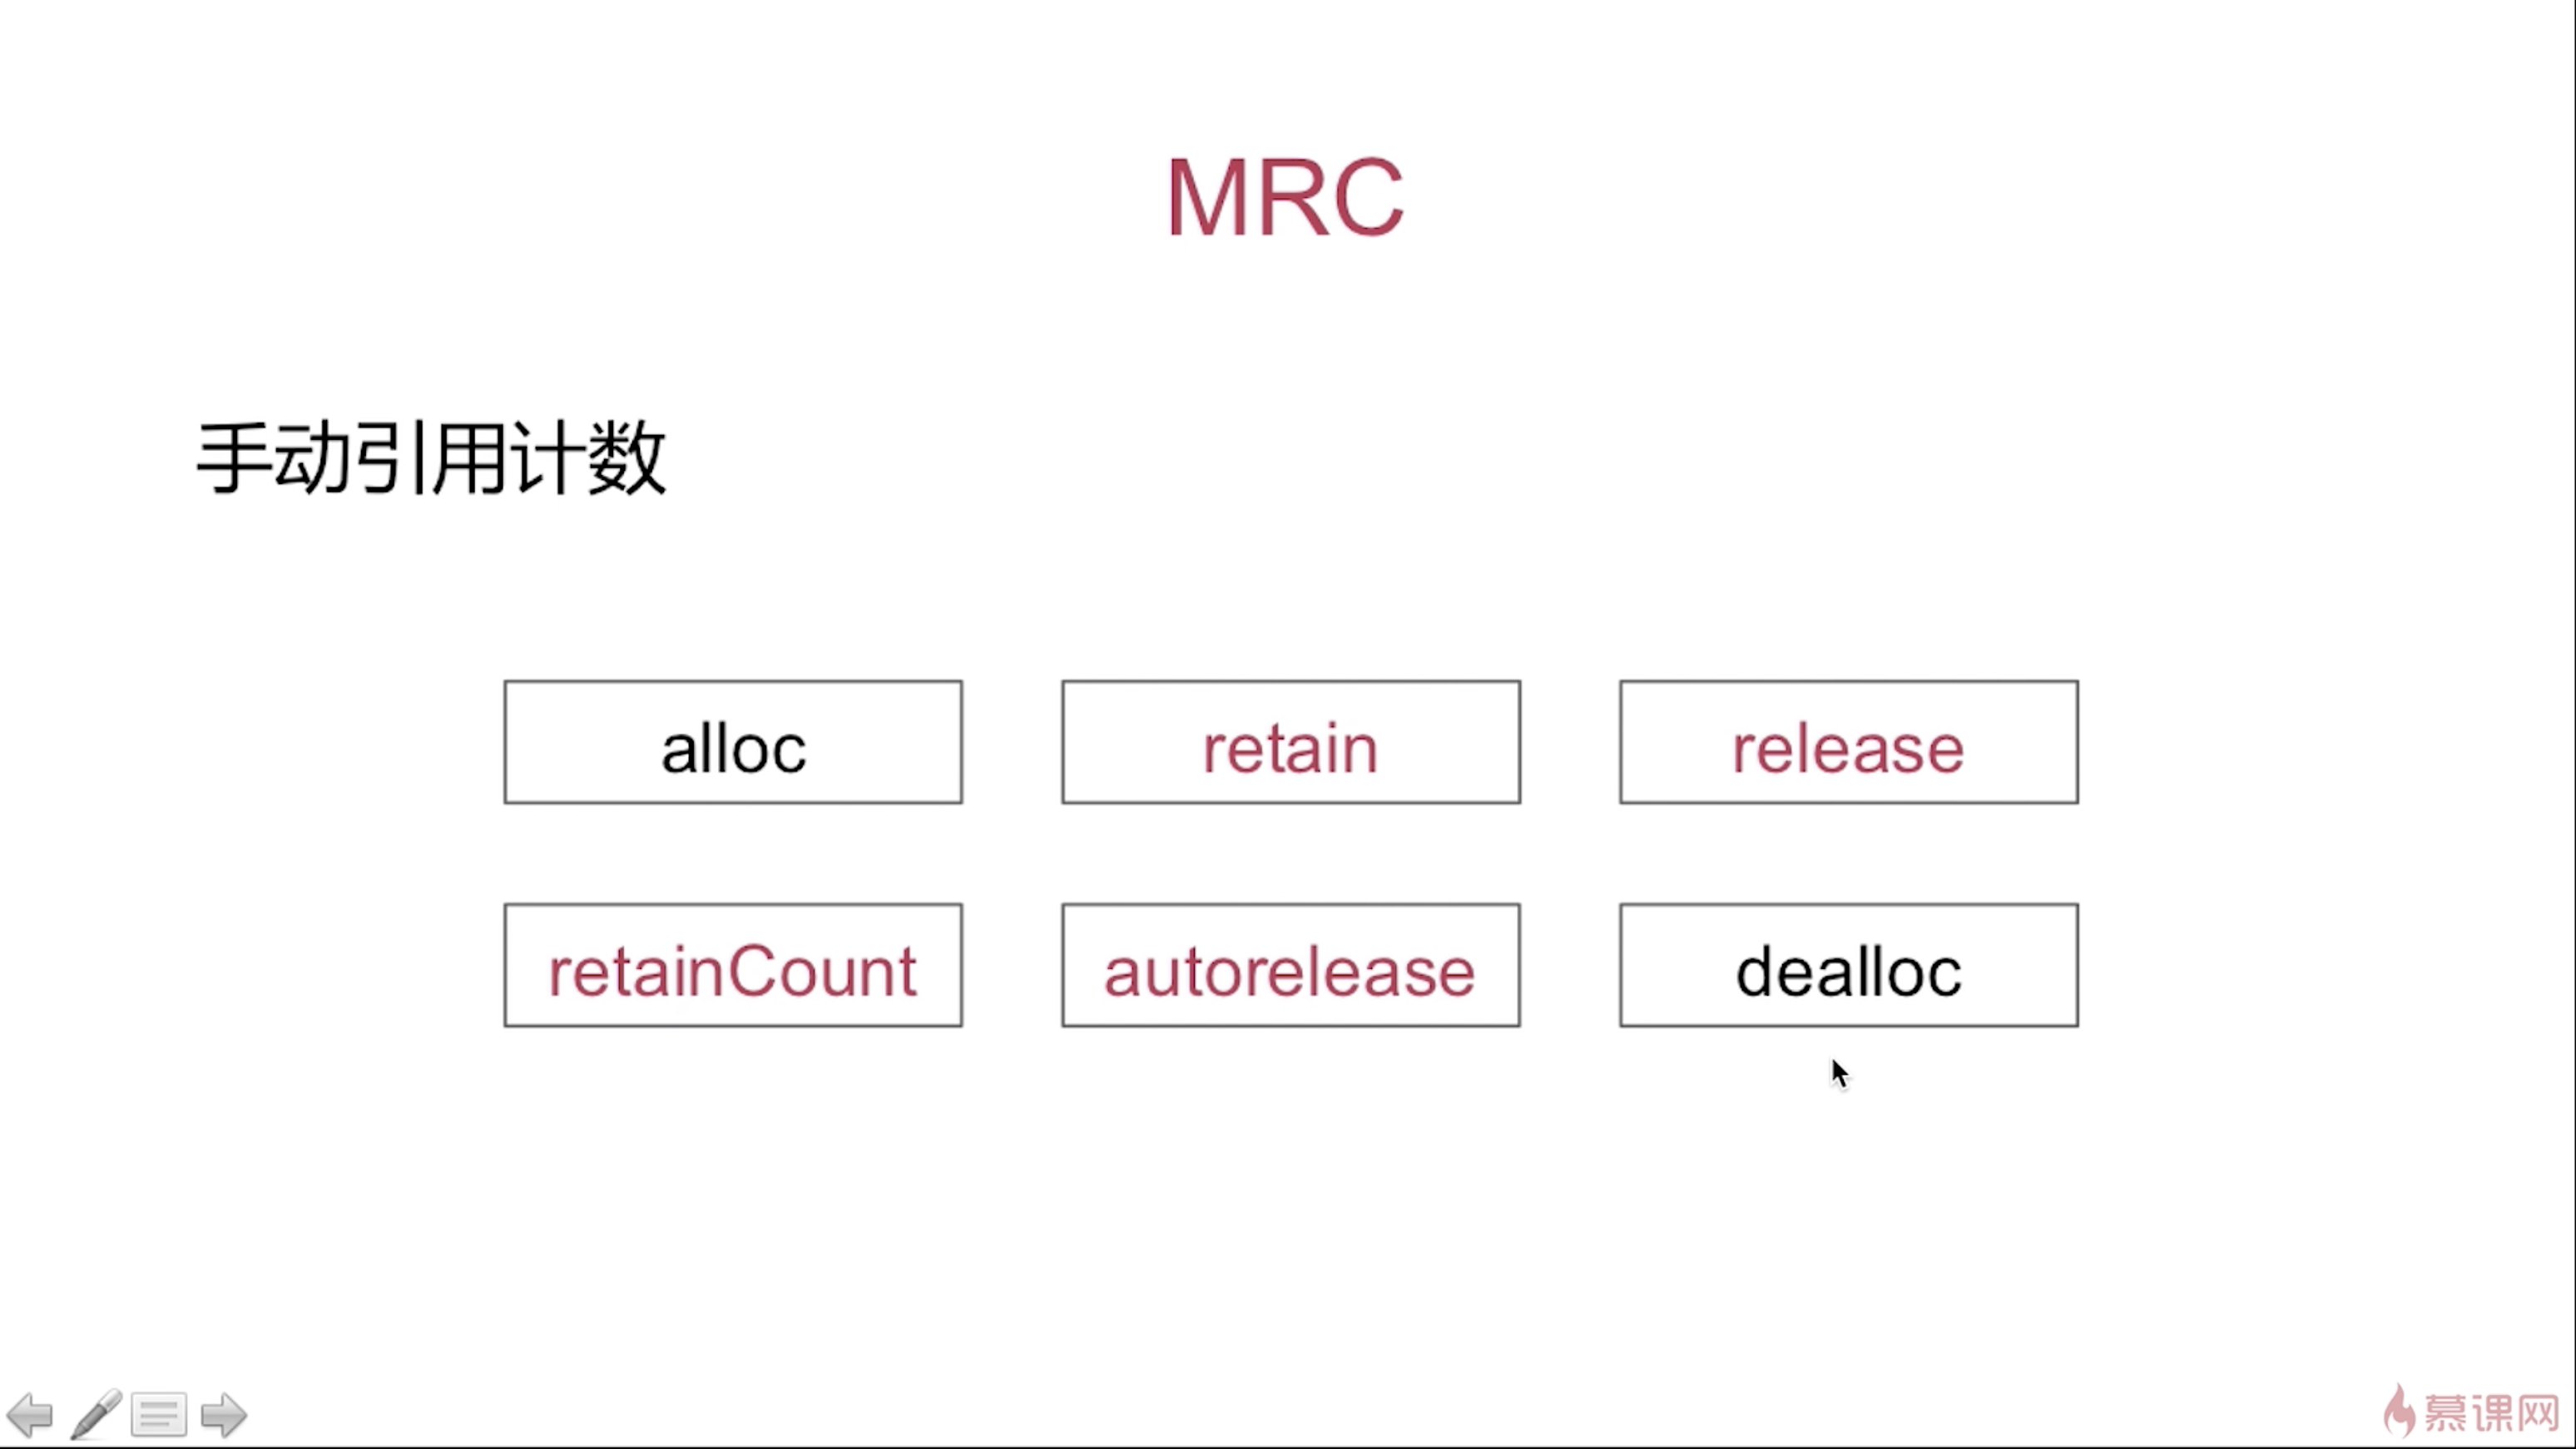 MRC
手动引用计数
alloc
retain
release
retainCount
autorelease
dealloc
慕课网